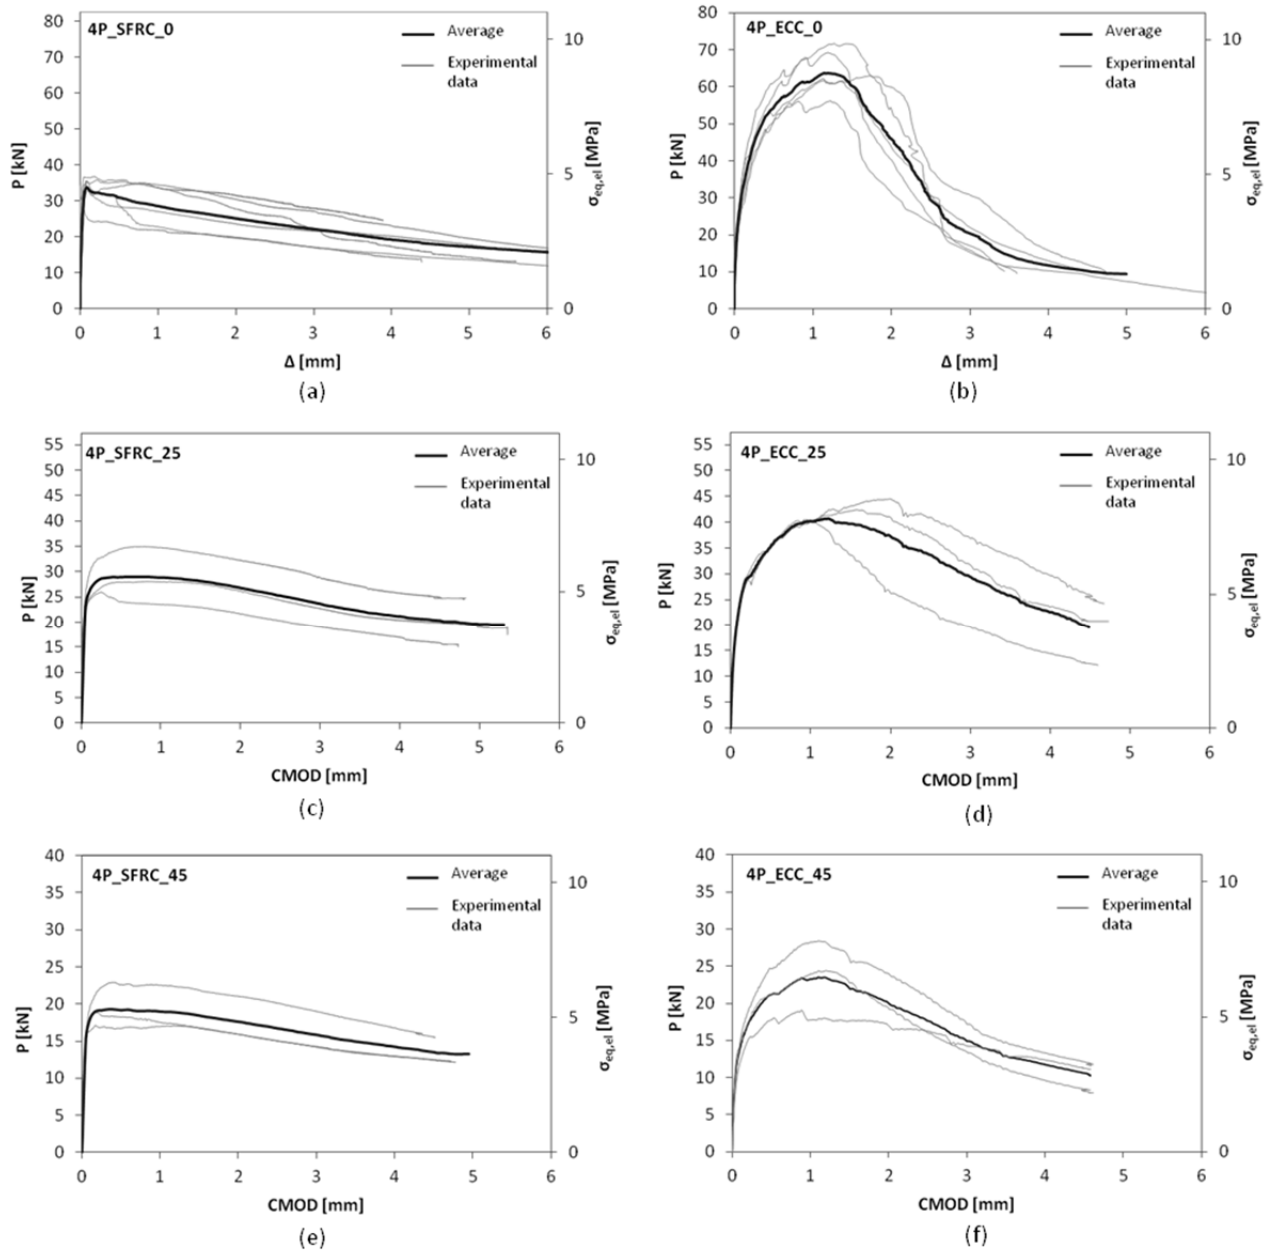 4P_SFRC_0
Average
Experimental
data
80
70
60
50
40
30
20
10
0
P [kN]
10
5
0
σeq,el [MPa]
0 1 2 3 4 5 6
Δ [mm]
(a)
4P_ECC_0
Average
Experimental
data
80
70
60
50
40
30
20
10
0
P [kN]
10
5
0
σeq,el [MPa]
0 1 2 3 4 5 6
Δ [mm]
(b)
4P_SFRC_25
Average
Experimental
data
55
50
45
40
35
30
25
20
15
10
5
0
P [kN]
10
5
0
σeq,el [MPa]
0 1 2 3 4 5 6
CMOD [mm]
(c)
4P_ECC_25
Average
Experimental
data
55
50
45
40
35
30
25
20
15
10
5
0
P [kN]
10
5
0
σeq,el [MPa]
0 1 2 3 4 5 6
CMOD [mm]
(d)
4P_SFRC_45
Average
Experimental
data
40
35
30
25
20
15
10
5
0
P [kN]
10
5
0
σeq,el [MPa]
0 1 2 3 4 5 6
CMOD [mm]
(e)
4P_ECC_45
Average
Experimental
data
40
35
30
25
20
15
10
5
0
P [kN]
10
5
0
σeq,el [MPa]
0 1 2 3 4 5 6
CMOD [mm]
(f)